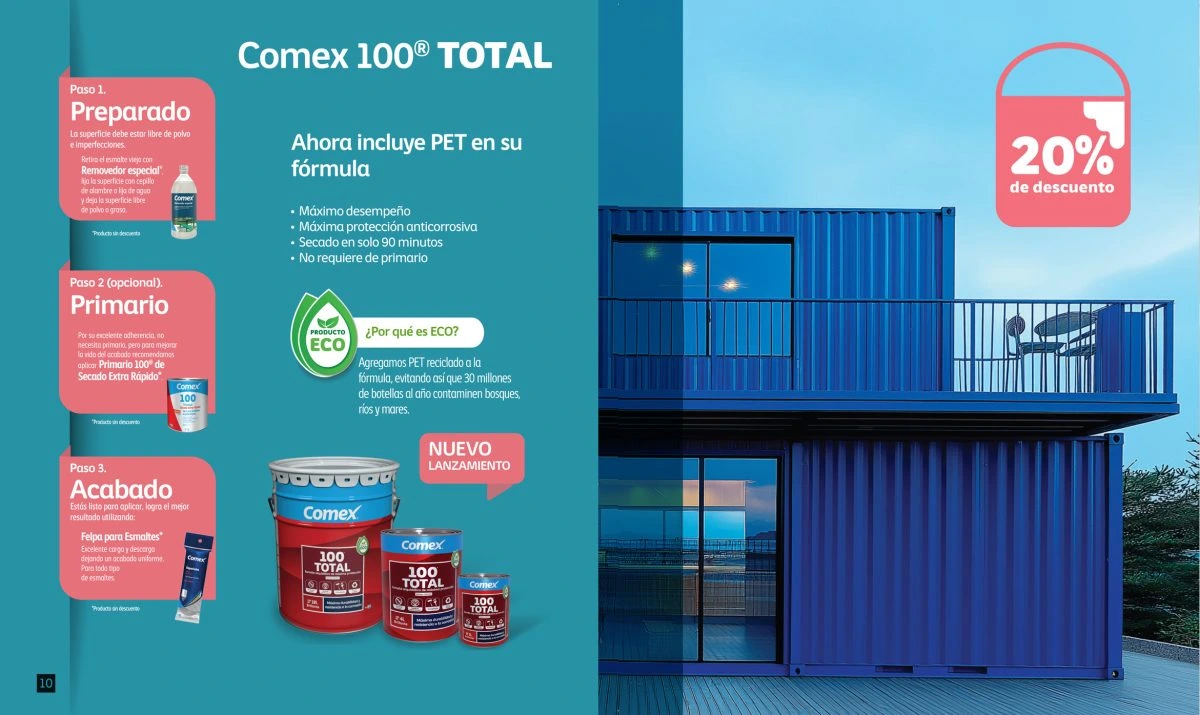 Comex 100® TOTAL
Paso 1.
Preparado
La superficie debe estar libre de polvo
e imperfecciones.
Retira el esmalte viejo con
Removedor especial*,
lija la superficie con cepillo
de alambre o lija de agua
y deja la superficie libre
de polvo o grasa.
Comex
*Producto sin descuento
Paso 2 (opcional).
Primario
Por su excelente adherencia, no
necesita primario, pero para mejorar
la vida del acabado recomendamos
aplicar Primario 100® de
Secado Extra Rápido*.
Comex
100
*Producto sin descuento
Paso 3.
Acabado
Estás listo para aplicar, logra el mejor
resultado utilizando:
Felpa para Esmaltes*
Excelente carga y descarga
dejando un acabado uniforme.
Para todo tipo
de esmaltes.
Comex
*Producto sin descuento
Ahora incluye PET en su
fórmula
• Máximo desempeño
• Máxima protección anticorrosiva
• Secado en solo 90 minutos
• No requiere de primario
PRODUCTO
ECO
¿Por qué es ECO?
Agregamos PET reciclado a la
fórmula, evitando así que 30 millones
de botellas al año contaminen bosques,
ríos y mares.
NUEVO
LANZAMIENTO
Comex
100
TOTAL
Comex
100
TOTAL
Comex
100
TOTAL
20%
de descuento
10